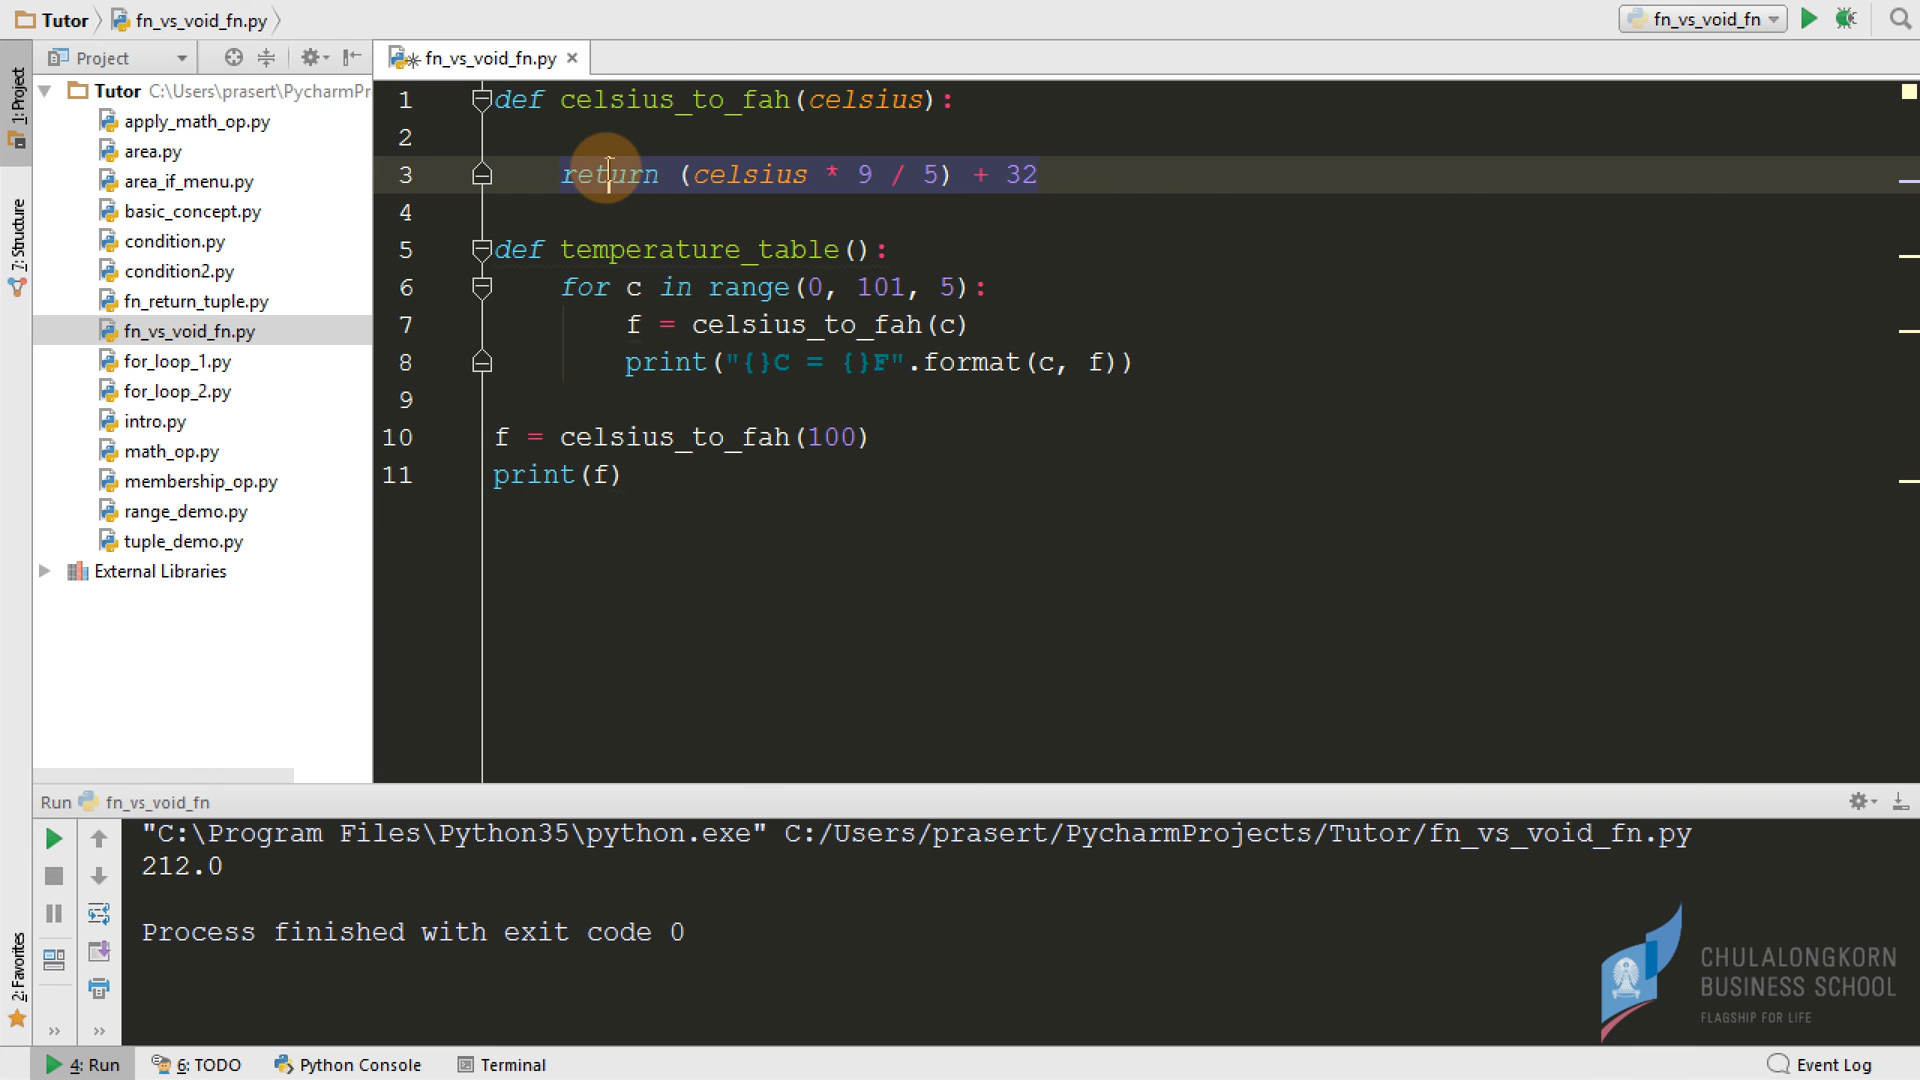 Tutor fn_vs_void_fn.py fn_vs_void_fn
Project fn_vs_void_fn.py
1: Project
7: Structure
2: Favorites
Tutor C:\Users\prasert\PycharmPr
apply_math_op.py
area.py
area_if_menu.py
basic_concept.py
condition.py
condition2.py
fn_return_tuple.py
fn_vs_void_fn.py
for_loop_1.py
for_loop_2.py
intro.py
math_op.py
membership_op.py
range_demo.py
tuple_demo.py
External Libraries
1 def celsius_to_fah(celsius):
2
3 return (celsius * 9 / 5) + 32
4
5 def temperature_table():
6 for c in range(0, 101, 5):
7 f = celsius_to_fah(c)
8 print("{}C = {}F".format(c, f))
9
10 f = celsius_to_fah(100)
11 print(f)
Run fn_vs_void_fn
"C:\Program Files\Python35\python.exe" C:/Users/prasert/PycharmProjects/Tutor/fn_vs_void_fn.py
212.0
Process finished with exit code 0
CHULALONGKORN
BUSINESS SCHOOL
FLAGSHIP FOR LIFE
4: Run 6: TODO Python Console Terminal Event Log